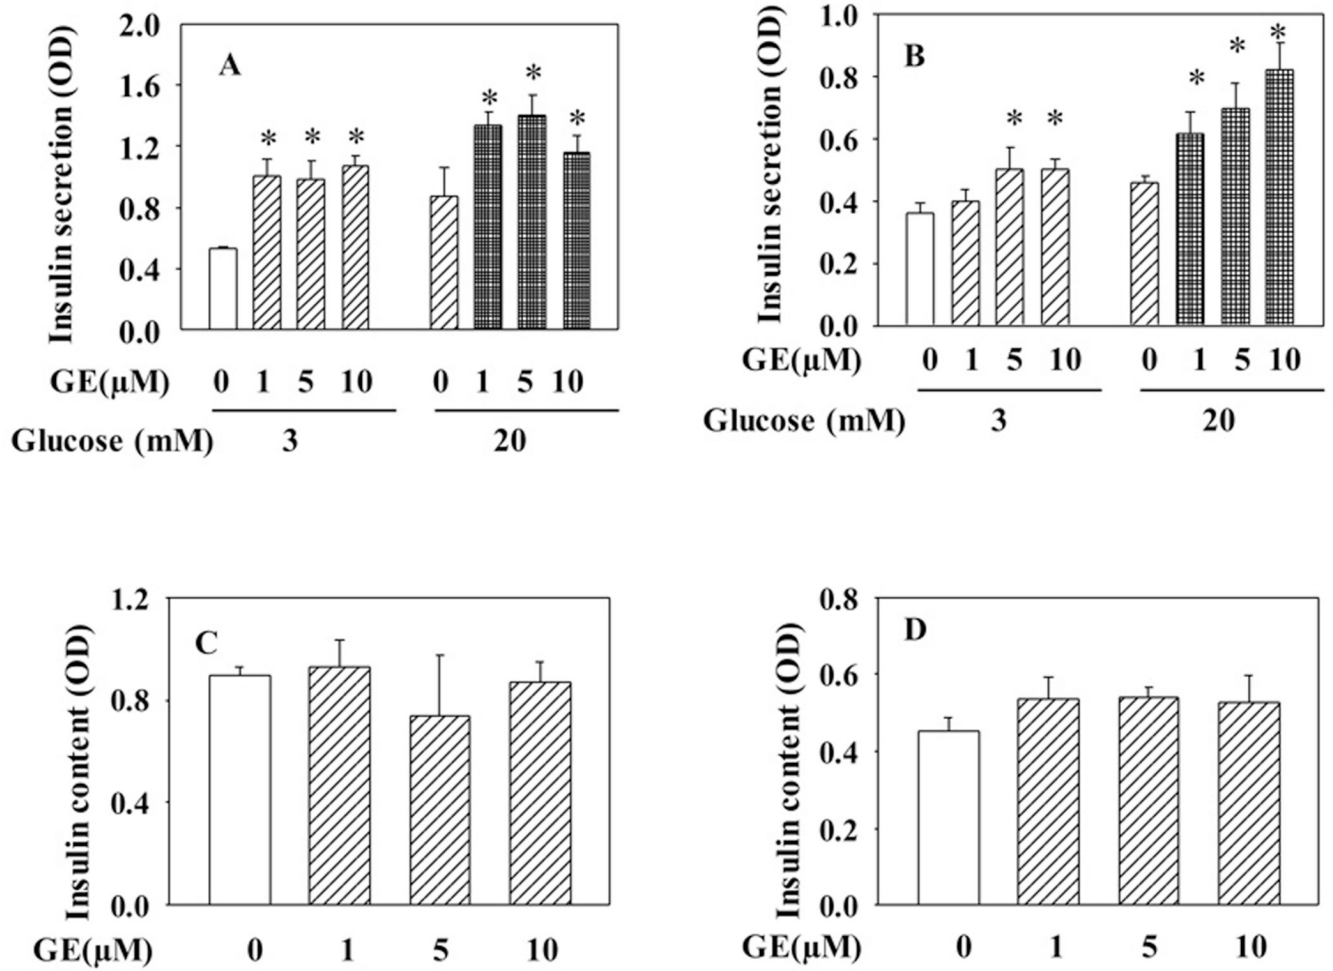 A
Insulin secretion (OD)
2.0
1.6
1.2
0.8
0.4
0.0
* * * * * *
GE(μM) 0 1 5 10 0 1 5 10
Glucose (mM) 3 20
B
Insulin secretion (OD)
1.0
0.8
0.6
0.4
0.2
0.0
* * * * *
GE(μM) 0 1 5 10 0 1 5 10
Glucose (mM) 3 20
C
Insulin content (OD)
1.2
0.8
0.4
0.0
GE(μM) 0 1 5 10
D
Insulin content (OD)
0.8
0.6
0.4
0.2
0.0
GE(μM) 0 1 5 10